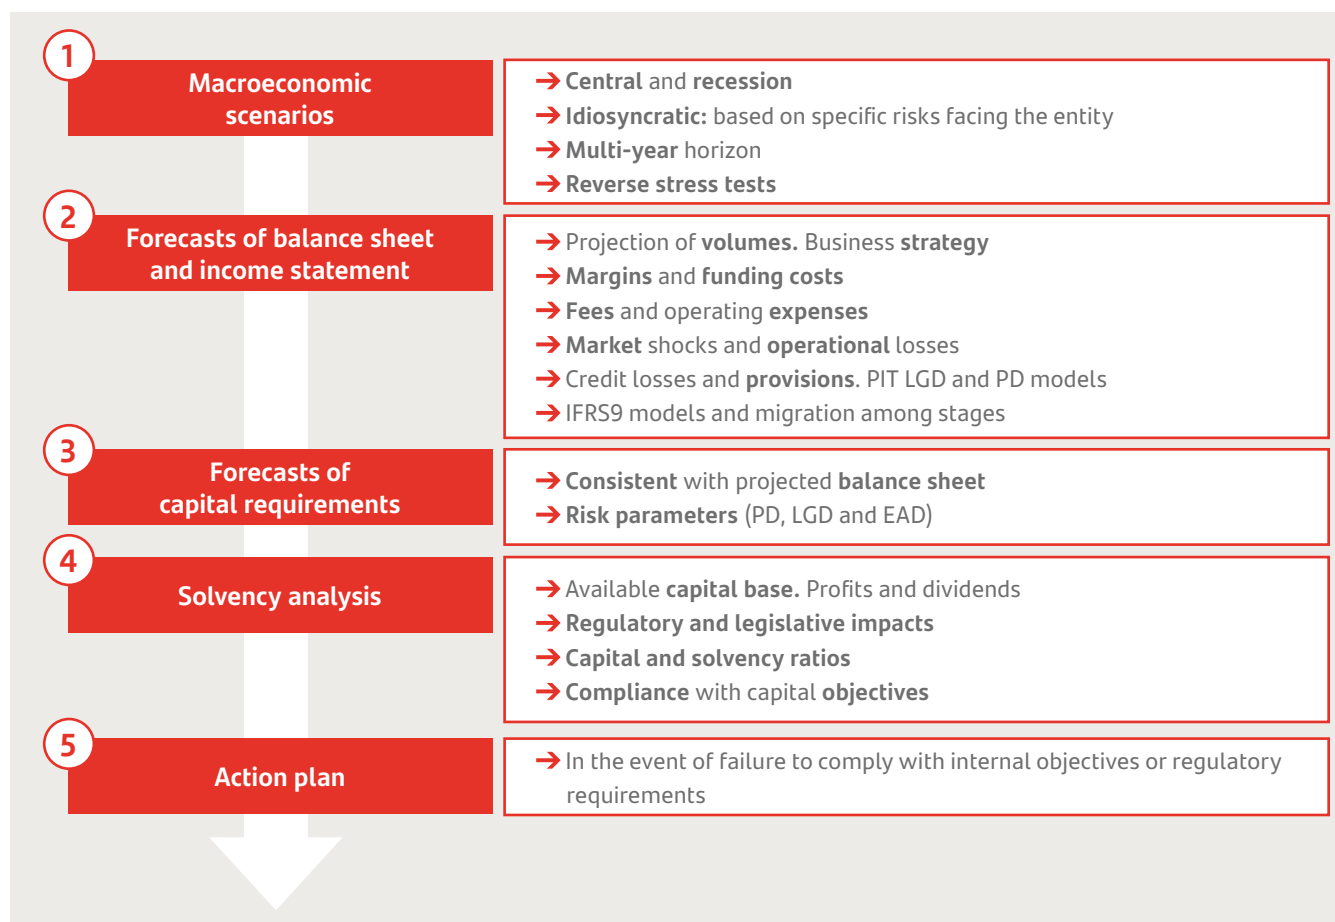 1
Macroeconomic
scenarios
➔ Central and recession
➔ Idiosyncratic: based on specific risks facing the entity
➔ Multi-year horizon
➔ Reverse stress tests
2
Forecasts of balance sheet
and income statement
➔ Projection of volumes. Business strategy
➔ Margins and funding costs
➔ Fees and operating expenses
➔ Market shocks and operational losses
➔ Credit losses and provisions. PIT LGD and PD models
➔ IFRS9 models and migration among stages
3
Forecasts of
capital requirements
➔ Consistent with projected balance sheet
➔ Risk parameters (PD, LGD and EAD)
4
Solvency analysis
➔ Available capital base. Profits and dividends
➔ Regulatory and legislative impacts
➔ Capital and solvency ratios
➔ Compliance with capital objectives
5
Action plan
➔ In the event of failure to comply with internal objectives or regulatory
requirements